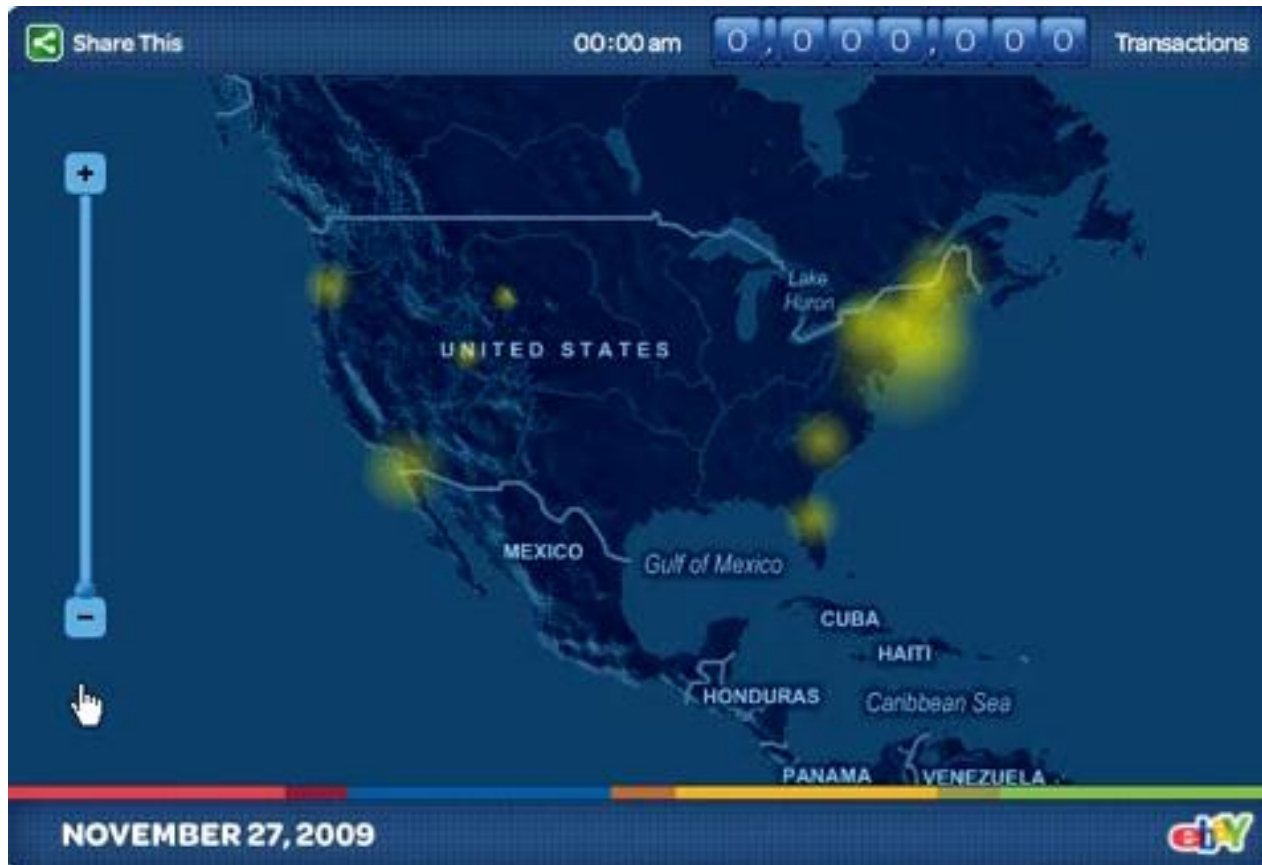 Share This
00:00 am
0,000,000
Transactions
+
Lake
Huron
UNITED STATES
MEXICO
Gulf of Mexico
−
CUBA
HAITI
HONDURAS
Caribbean Sea
PANAMA
VENEZUELA
NOVEMBER 27, 2009
ebY